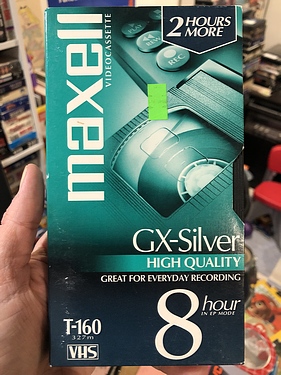 2 HOURS
MORE
maxell
VIDEOCASSETTE
REC
GX-Silver
HIGH QUALITY
GREAT FOR EVERYDAY RECORDING
8 hour
IN EP MODE
T-160
327m
VHS